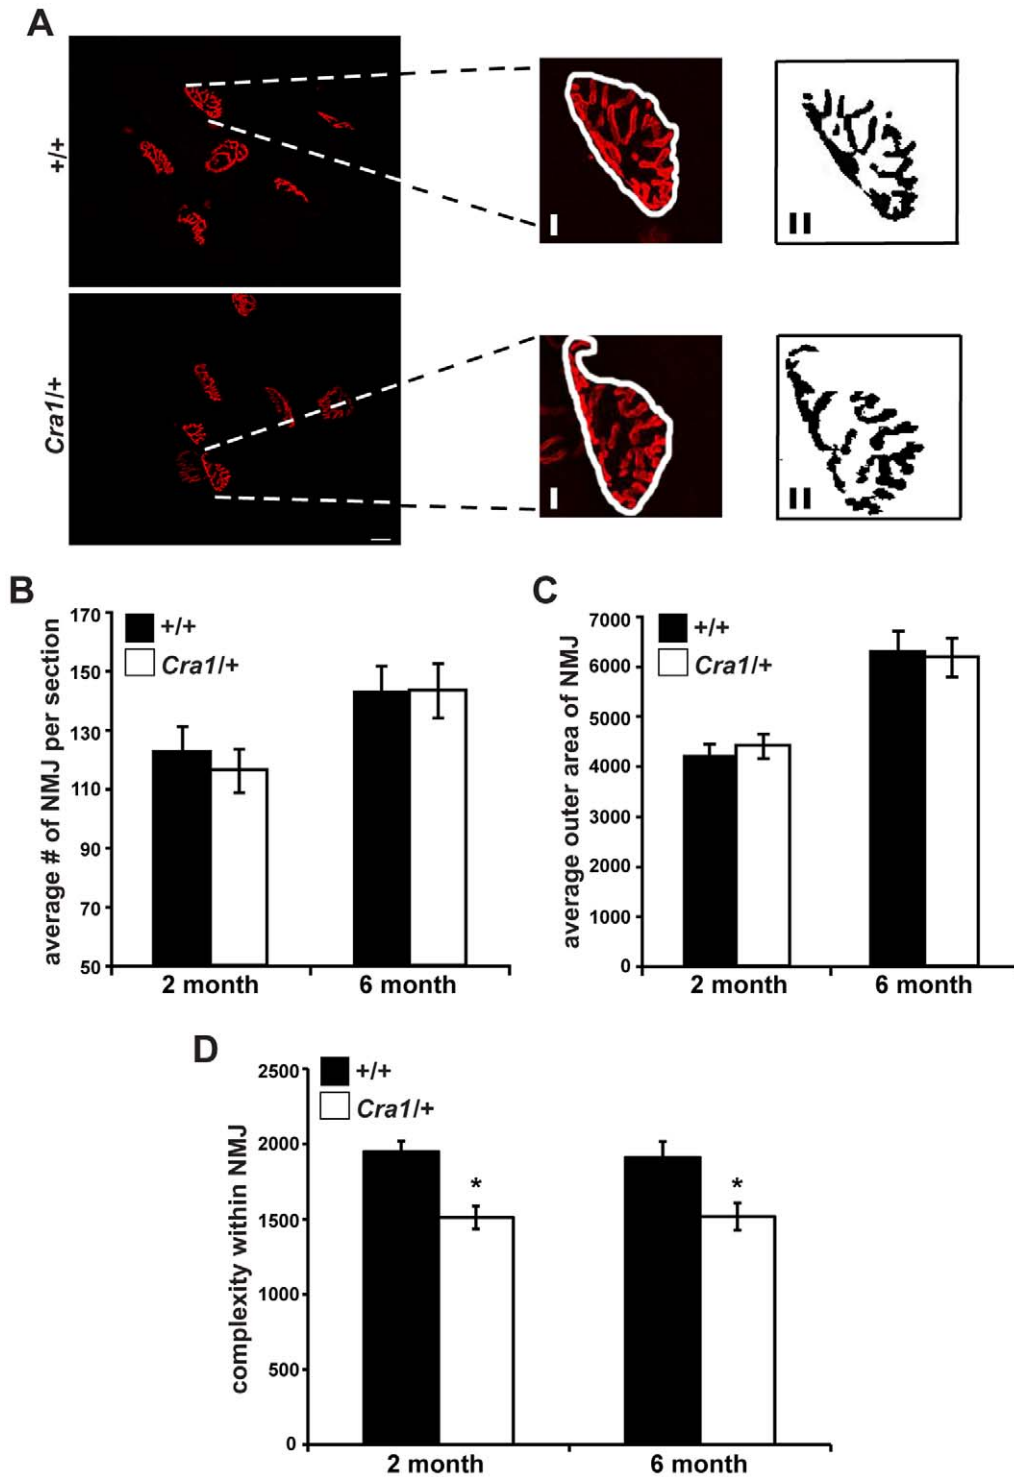 A
+/+
I
II
Cra1/+
I
II
B
average # of NMJ per section
170
150
130
110
90
70
50
+/+
Cra1/+
2 month
6 month
C
average outer area of NMJ
7000
6000
5000
4000
3000
2000
1000
0
+/+
Cra1/+
2 month
6 month
D
complexity within NMJ
2500
2000
1500
1000
500
0
+/+
Cra1/+
*
*
2 month
6 month